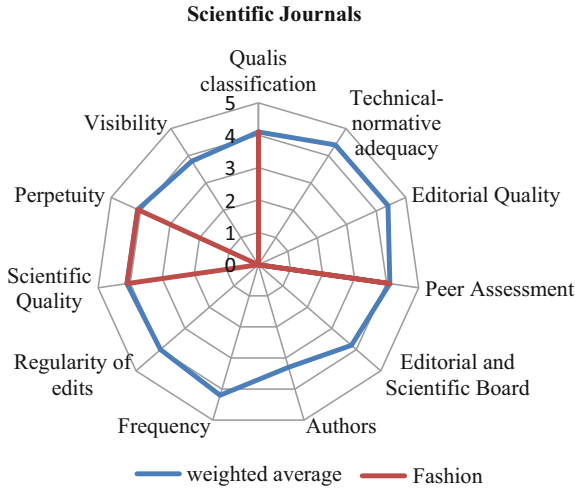 Scientific Journals
Qualis
classification
Technical-
normative
adequacy
Editorial Quality
Peer Assessment
Editorial and
Scientific Board
Authors
Frequency
Regularity of
edits
Scientific
Quality
Perpetuity
Visibility
5
4
3
2
1
0
weighted average
Fashion